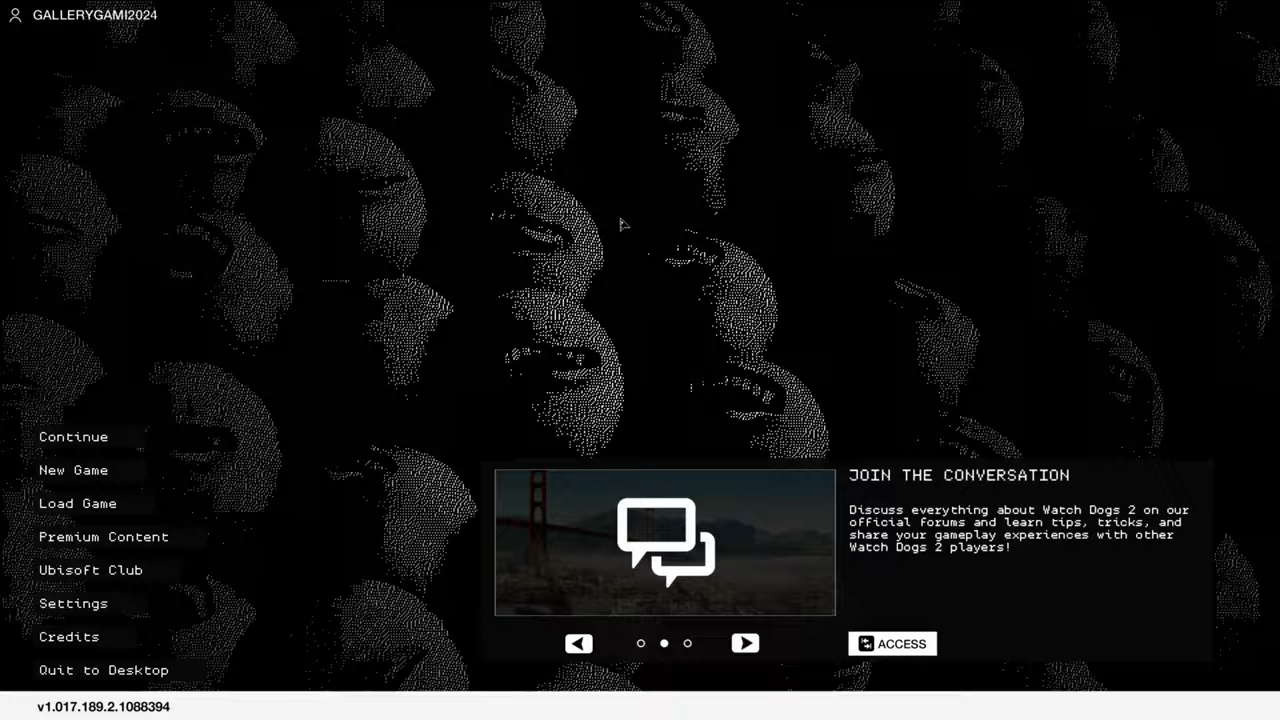 GALLERYGAMI2024
Continue
New Game
Load Game
Premium Content
Ubisoft Club
Settings
Credits
Quit to Desktop
JOIN THE CONVERSATION
Discuss everything about Watch Dogs 2 on our
official forums and learn tips, tricks, and
share your gameplay experiences with other
Watch Dogs 2 players!
ACCESS
v1.017.189.2.1088394